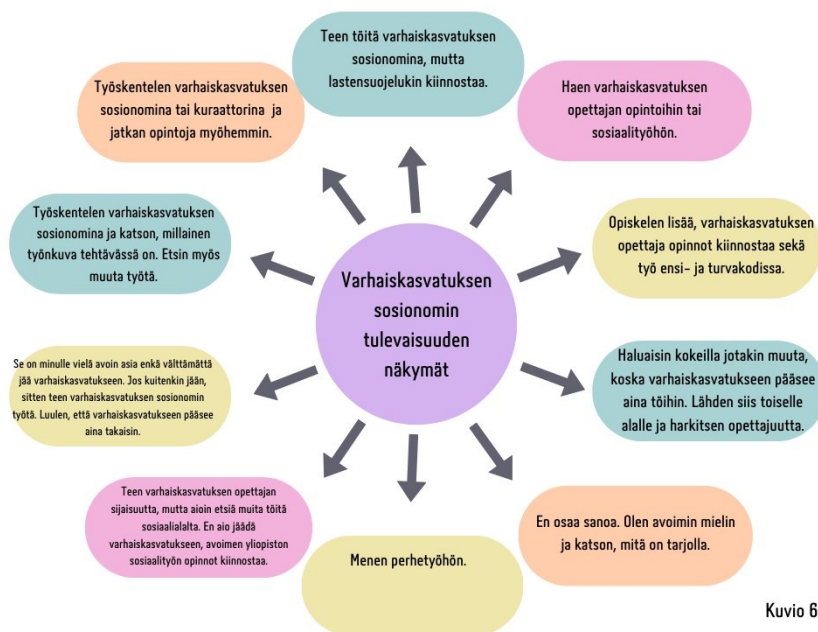 Teen töitä varhaiskasvatuksen
sosionomina, mutta
lastensuojelukin kiinnostaa.
Työskentelen varhaiskasvatuksen
sosionomina tai kuraattorina ja
jatkan opintoja myöhemmin.
Haen varhaiskasvatuksen
opettajan opintoihin tai
sosiaalityöhön.
Työskentelen varhaiskasvatuksen
sosionomina ja katson, millainen
työnkuva tehtävässä on. Etsin myös
muuta työtä.
Opiskelen lisää, varhaiskasvatuksen
opettaja opinnot kiinnostaa sekä
työ ensi- ja turvakodissa.
Varhaiskasvatuksen
sosionomin
tulevaisuuden
näkymät
Se on minulle vielä avoin asia enkä välttämättä
jää varhaiskasvatukseen. Jos kuitenkin jään,
sitten teen varhaiskasvatuksen sosionomin
työtä. Luulen, että varhaiskasvatukseen pääsee
aina takaisin.
Haluaisin kokeilla jotakin muuta,
koska varhaiskasvatukseen pääsee
aina töihin. Lähden siis toiselle
alalle ja harkitsen opettajuutta.
Teen varhaiskasvatuksen opettajan
sijaisuutta, mutta aioin etsiä muita töitä
sosiaalialalta. En aio jäädä
varhaiskasvatukseen, avoimen yliopiston
sosiaalityön opinnot kiinnostaa.
Menen perhetyöhön.
En osaa sanoa. Olen avoimin mielin
ja katson, mitä on tarjolla.
Kuvio 6